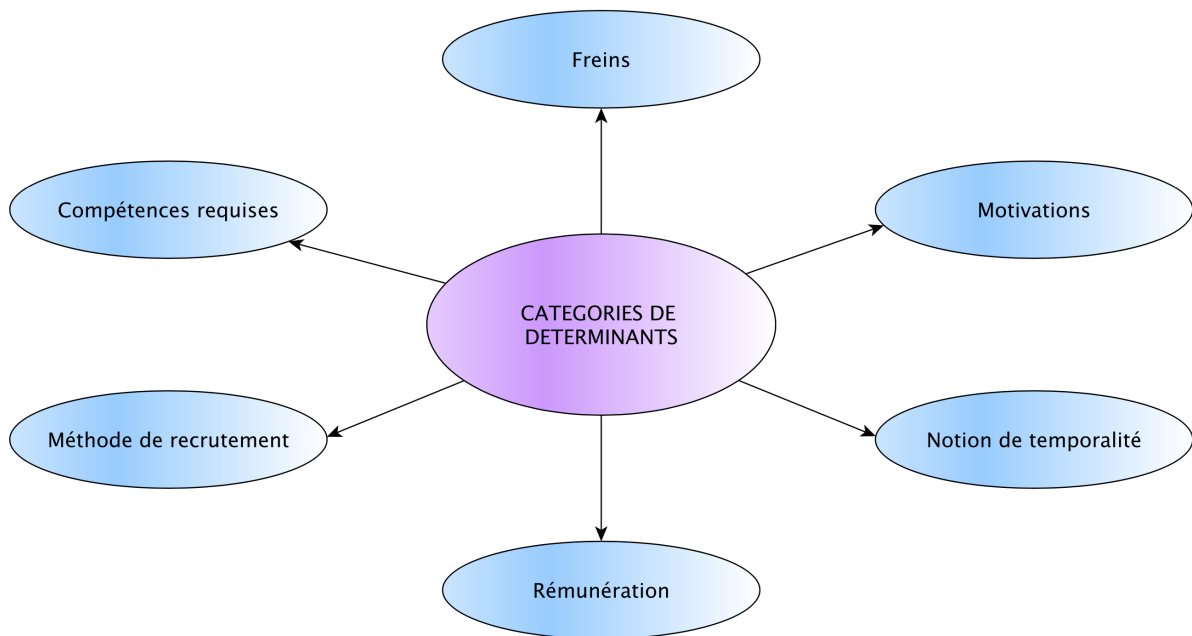 Freins
Compétences requises
Motivations
CATEGORIES DE
DETERMINANTS
Méthode de recrutement
Notion de temporalité
Rémunération